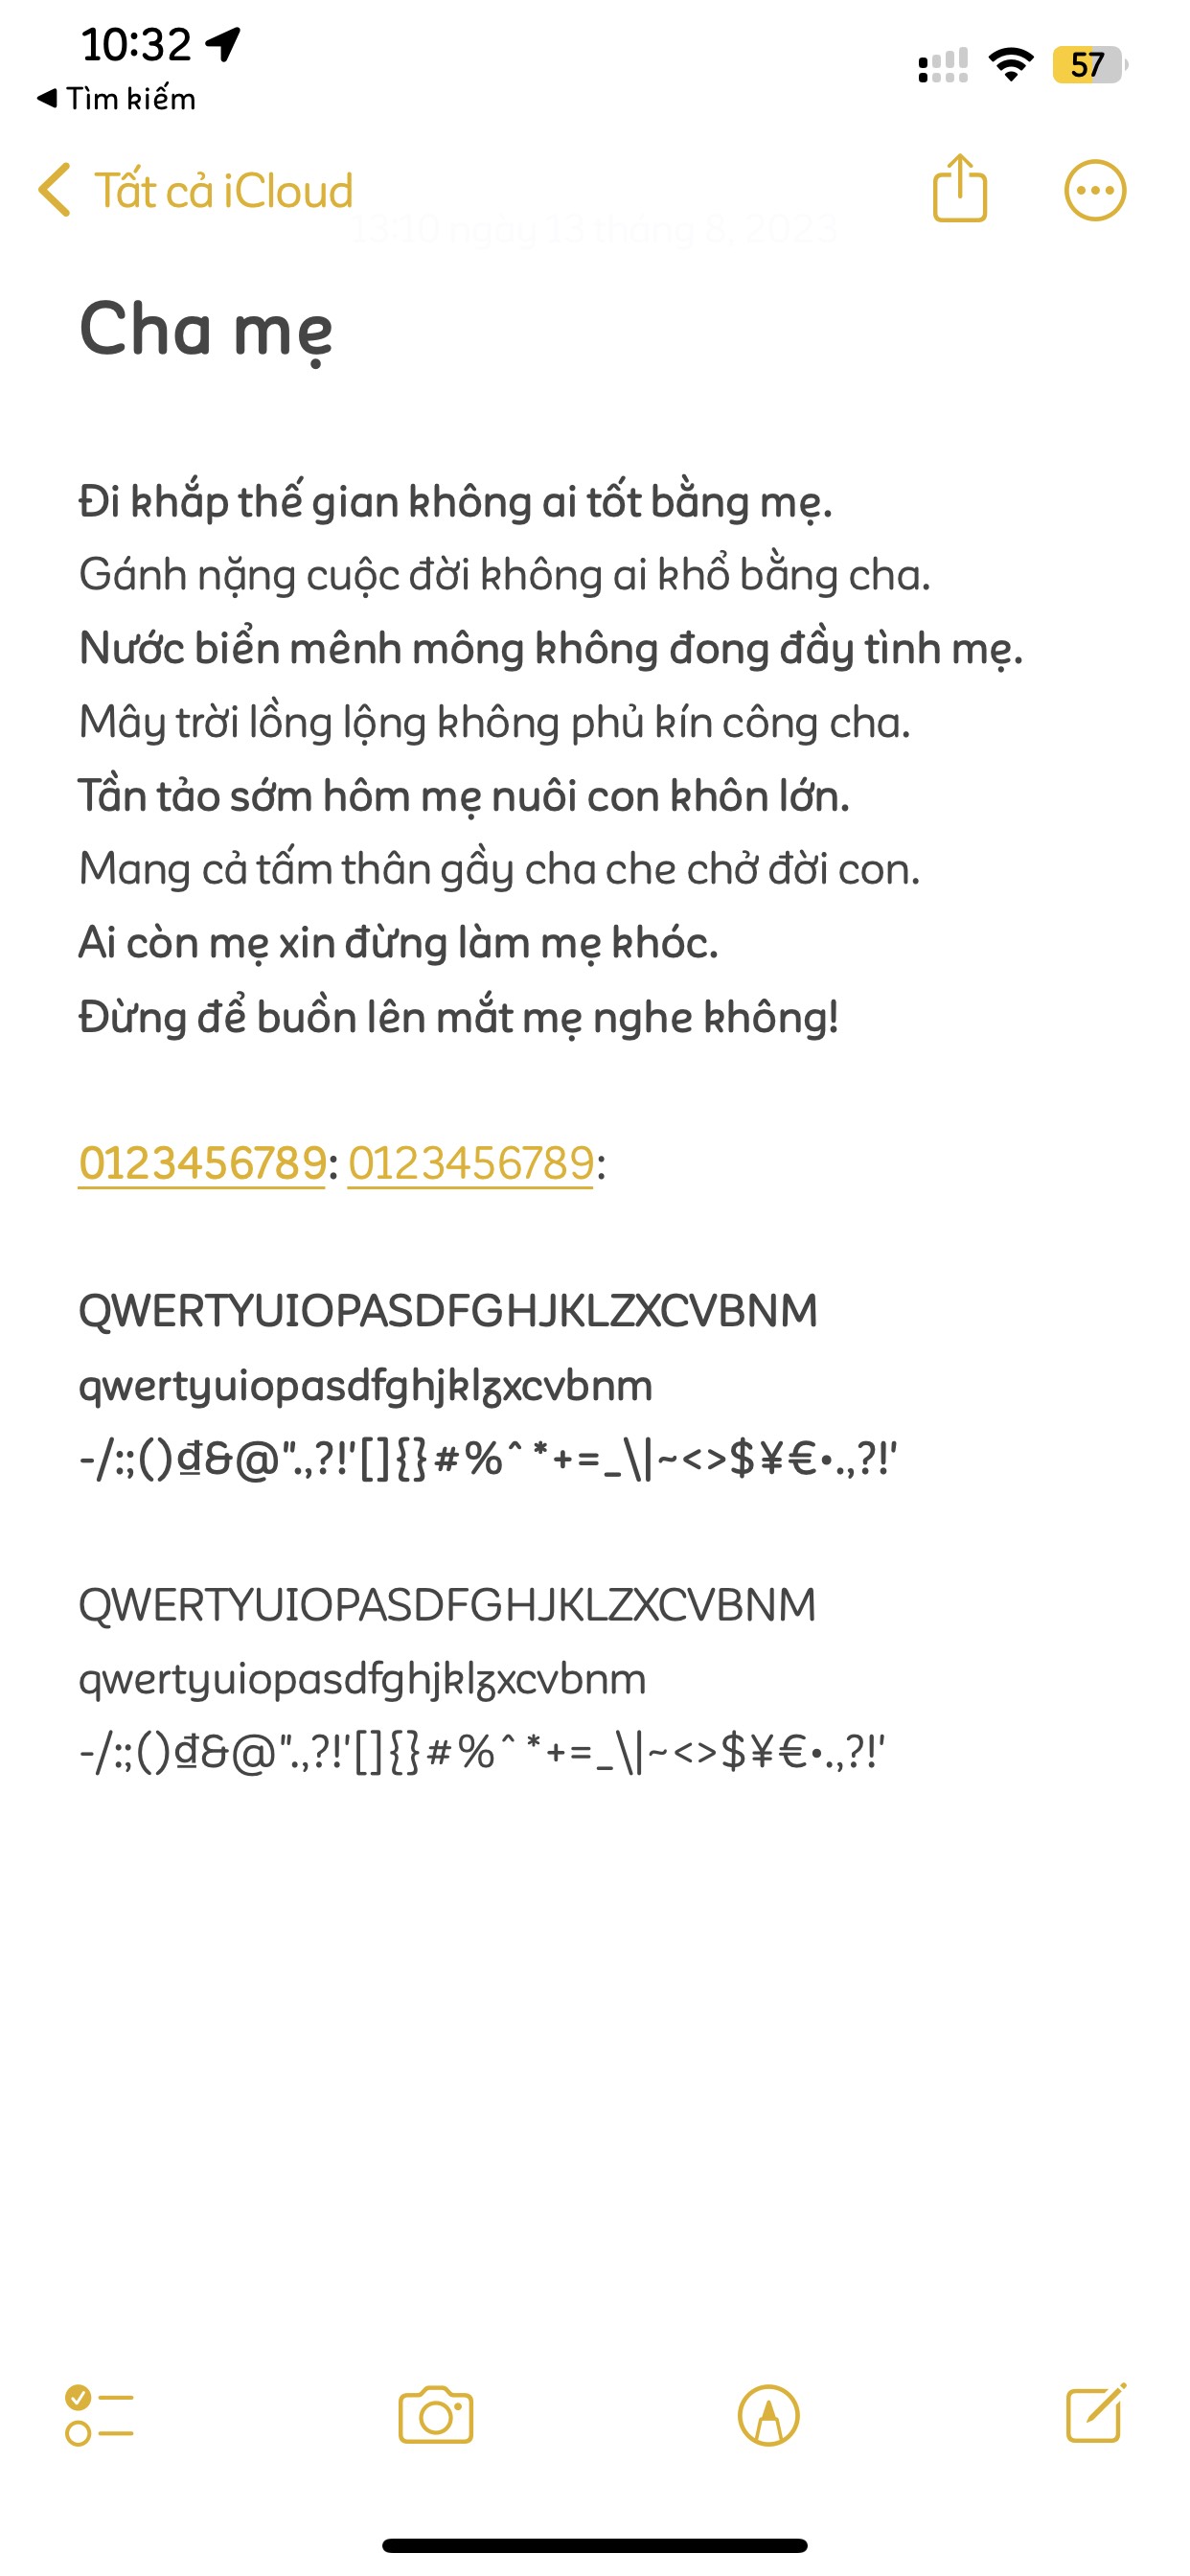 10:32
Tìm kiếm
57
Tất cả iCloud
13:10 ngày 13 tháng 8, 2023
Cha mẹ
Đi khắp thế gian không ai tốt bằng mẹ.
Gánh nặng cuộc đời không ai khổ bằng cha.
Nước biển mênh mông không đong đầy tình mẹ.
Mây trời lồng lộng không phủ kín công cha.
Tần tảo sớm hôm mẹ nuôi con khôn lớn.
Mang cả tấm thân gầy cha che chở đời con.
Ai còn mẹ xin đừng làm mẹ khóc.
Đừng để buồn lên mắt mẹ nghe không!
0123456789: 0123456789:
QWERTYUIOPASDFGHJKLZXCVBNM
qwertyuiopasdfghjklzxcvbnm
-/:;()₫&@".,?!'[]{}#%^*+=_\|~<>$¥€•.,?!'
QWERTYUIOPASDFGHJKLZXCVBNM
qwertyuiopasdfghjklzxcvbnm
-/:;()₫&@".,?!'[]{}#%^*+=_\|~<>$¥€•.,?!'